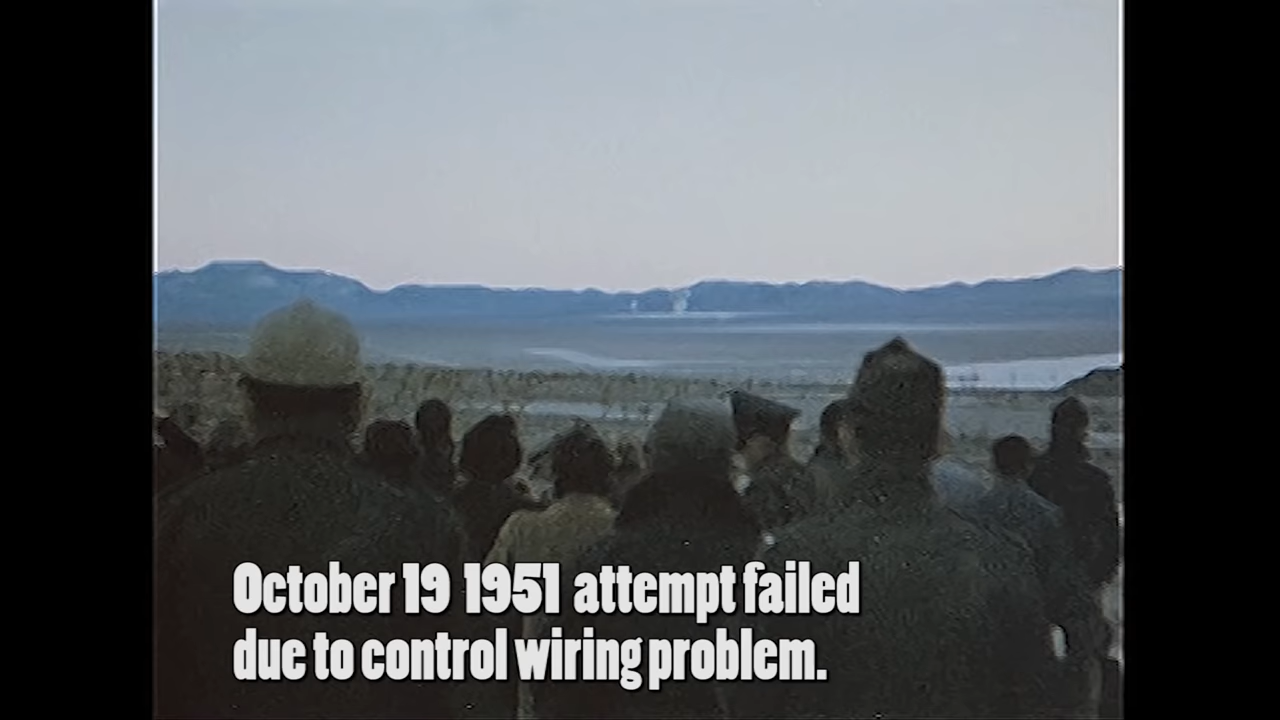 October 19 1951 attempt failed
due to control wiring problem.